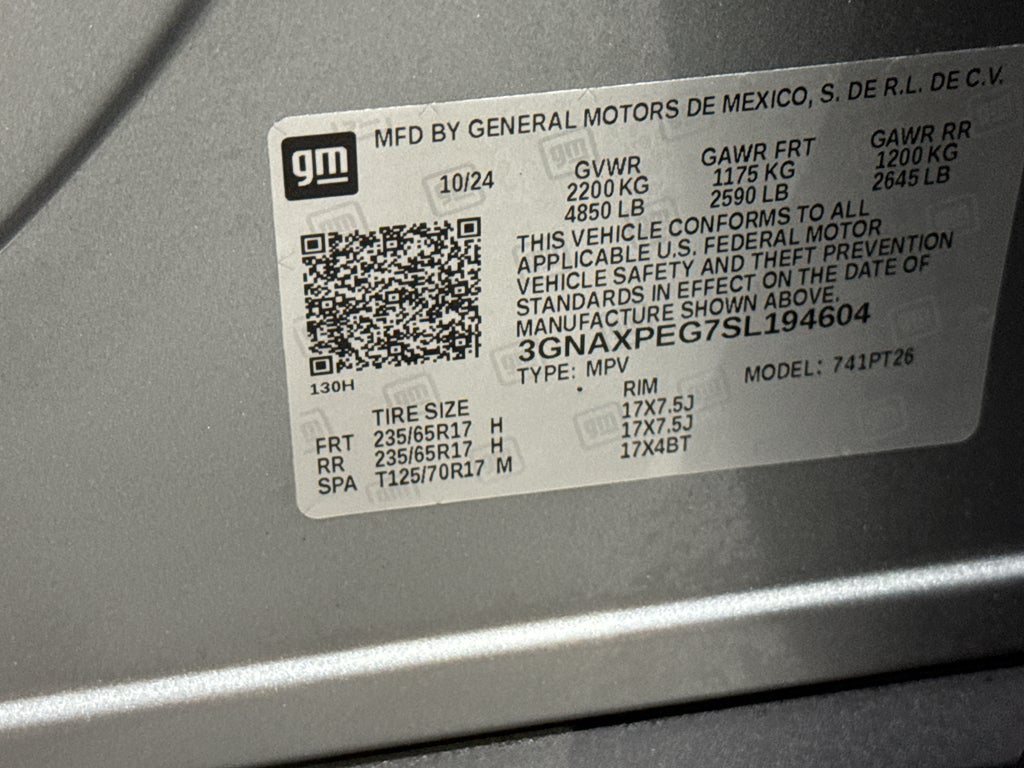 gm
MFD BY GENERAL MOTORS DE MEXICO, S. DE R.L. DE C.V.
10/24
GVWR GAWR FRT GAWR RR
2200 KG 1175 KG 1200 KG
4850 LB 2590 LB 2645 LB
THIS VEHICLE CONFORMS TO ALL
APPLICABLE U.S. FEDERAL MOTOR
VEHICLE SAFETY AND THEFT PREVENTION
STANDARDS IN EFFECT ON THE DATE OF
MANUFACTURE SHOWN ABOVE.
3GNAXPEG7SL194604
TYPE: MPV MODEL: 741PT26
130H
TIRE SIZE RIM
FRT 235/65R17 H 17X7.5J
RR 235/65R17 H 17X7.5J
SPA T125/70R17 M 17X4BT